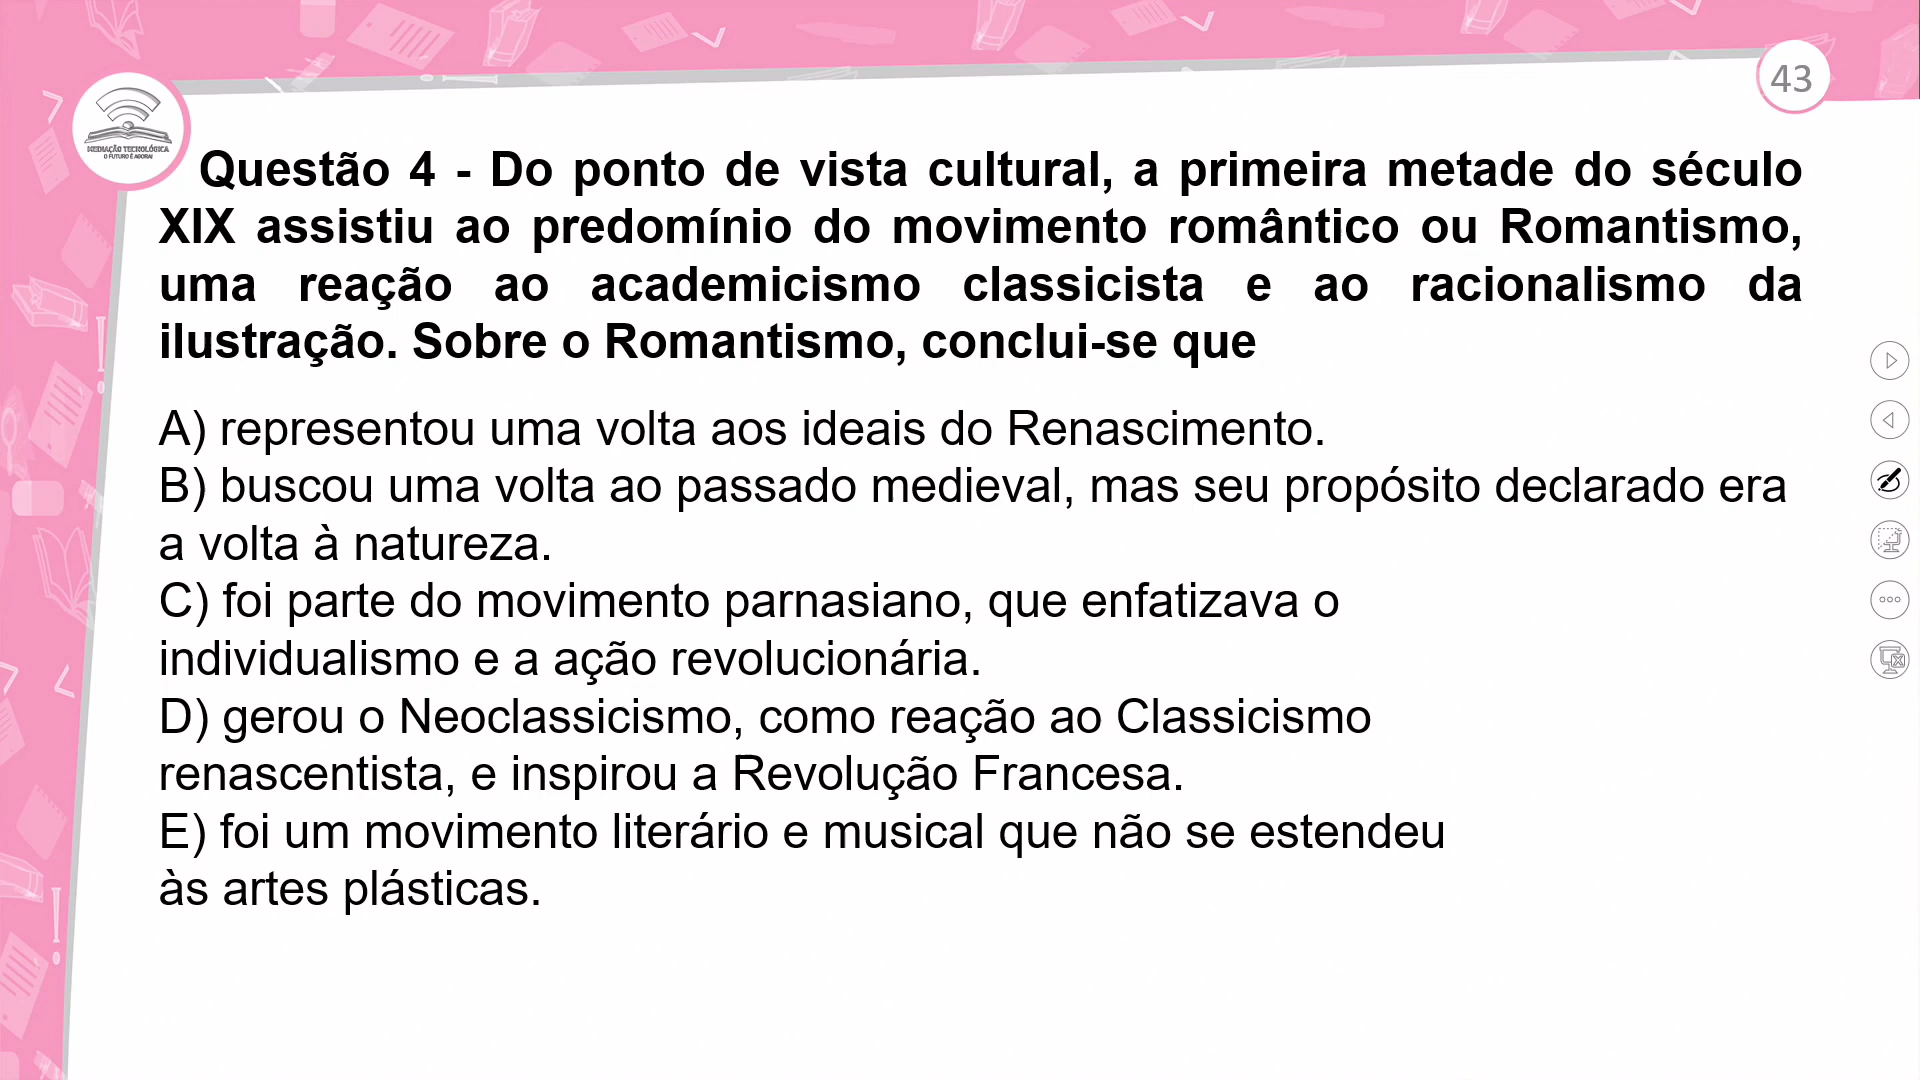 43
MEDIAÇÃO TECNOLÓGICA
O FUTURO É AGORA!
Questão 4 - Do ponto de vista cultural, a primeira metade do século
XIX assistiu ao predomínio do movimento romântico ou Romantismo,
uma reação ao academicismo classicista e ao racionalismo da
ilustração. Sobre o Romantismo, conclui-se que
A) representou uma volta aos ideais do Renascimento.
B) buscou uma volta ao passado medieval, mas seu propósito declarado era
a volta à natureza.
C) foi parte do movimento parnasiano, que enfatizava o
individualismo e a ação revolucionária.
D) gerou o Neoclassicismo, como reação ao Classicismo
renascentista, e inspirou a Revolução Francesa.
E) foi um movimento literário e musical que não se estendeu
às artes plásticas.